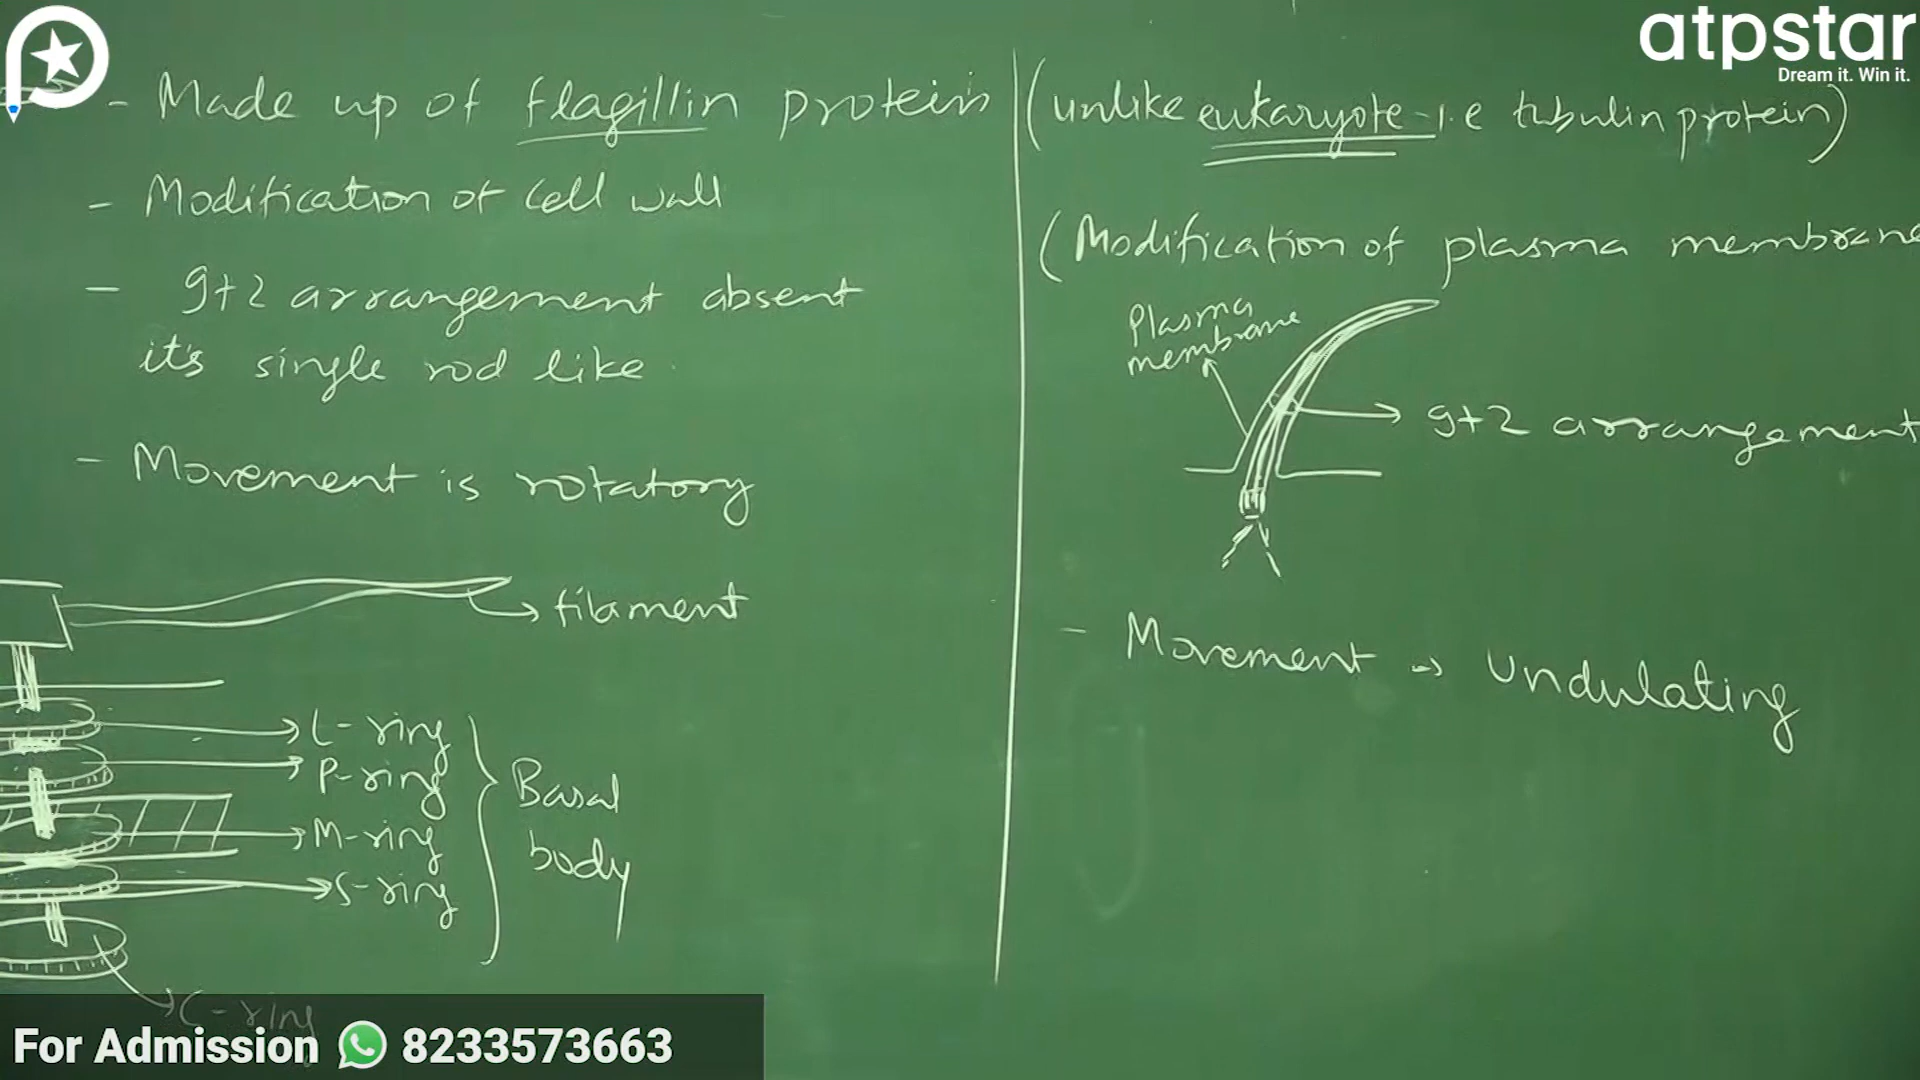 atpstar
Dream it. Win it.
- Made up of flagillin protein
- Modification of cell wall
- 9+2 arrangement absent
it's single rod like.
- Movement is rotatory
filament
L-ring
P-ring
M-ring
S-ring
Basal
body
C-ring
(unlike eukaryote - i.e tubulin protein)
(Modification of plasma membrane
Plasma
membrane
9+2 arrangement
- Movement → Undulating
For Admission 8233573663